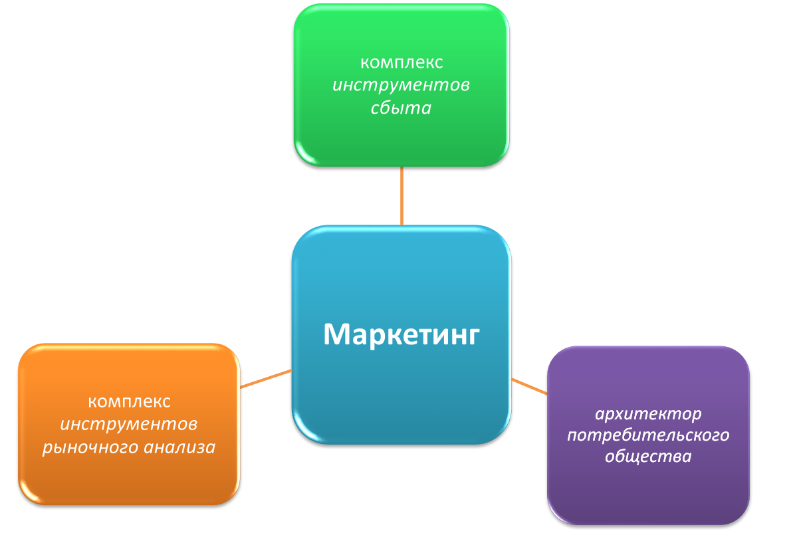 комплекс
инструментов
сбыта
Маркетинг
комплекс
инструментов
рыночного анализа
архитектор
потребительского
общества